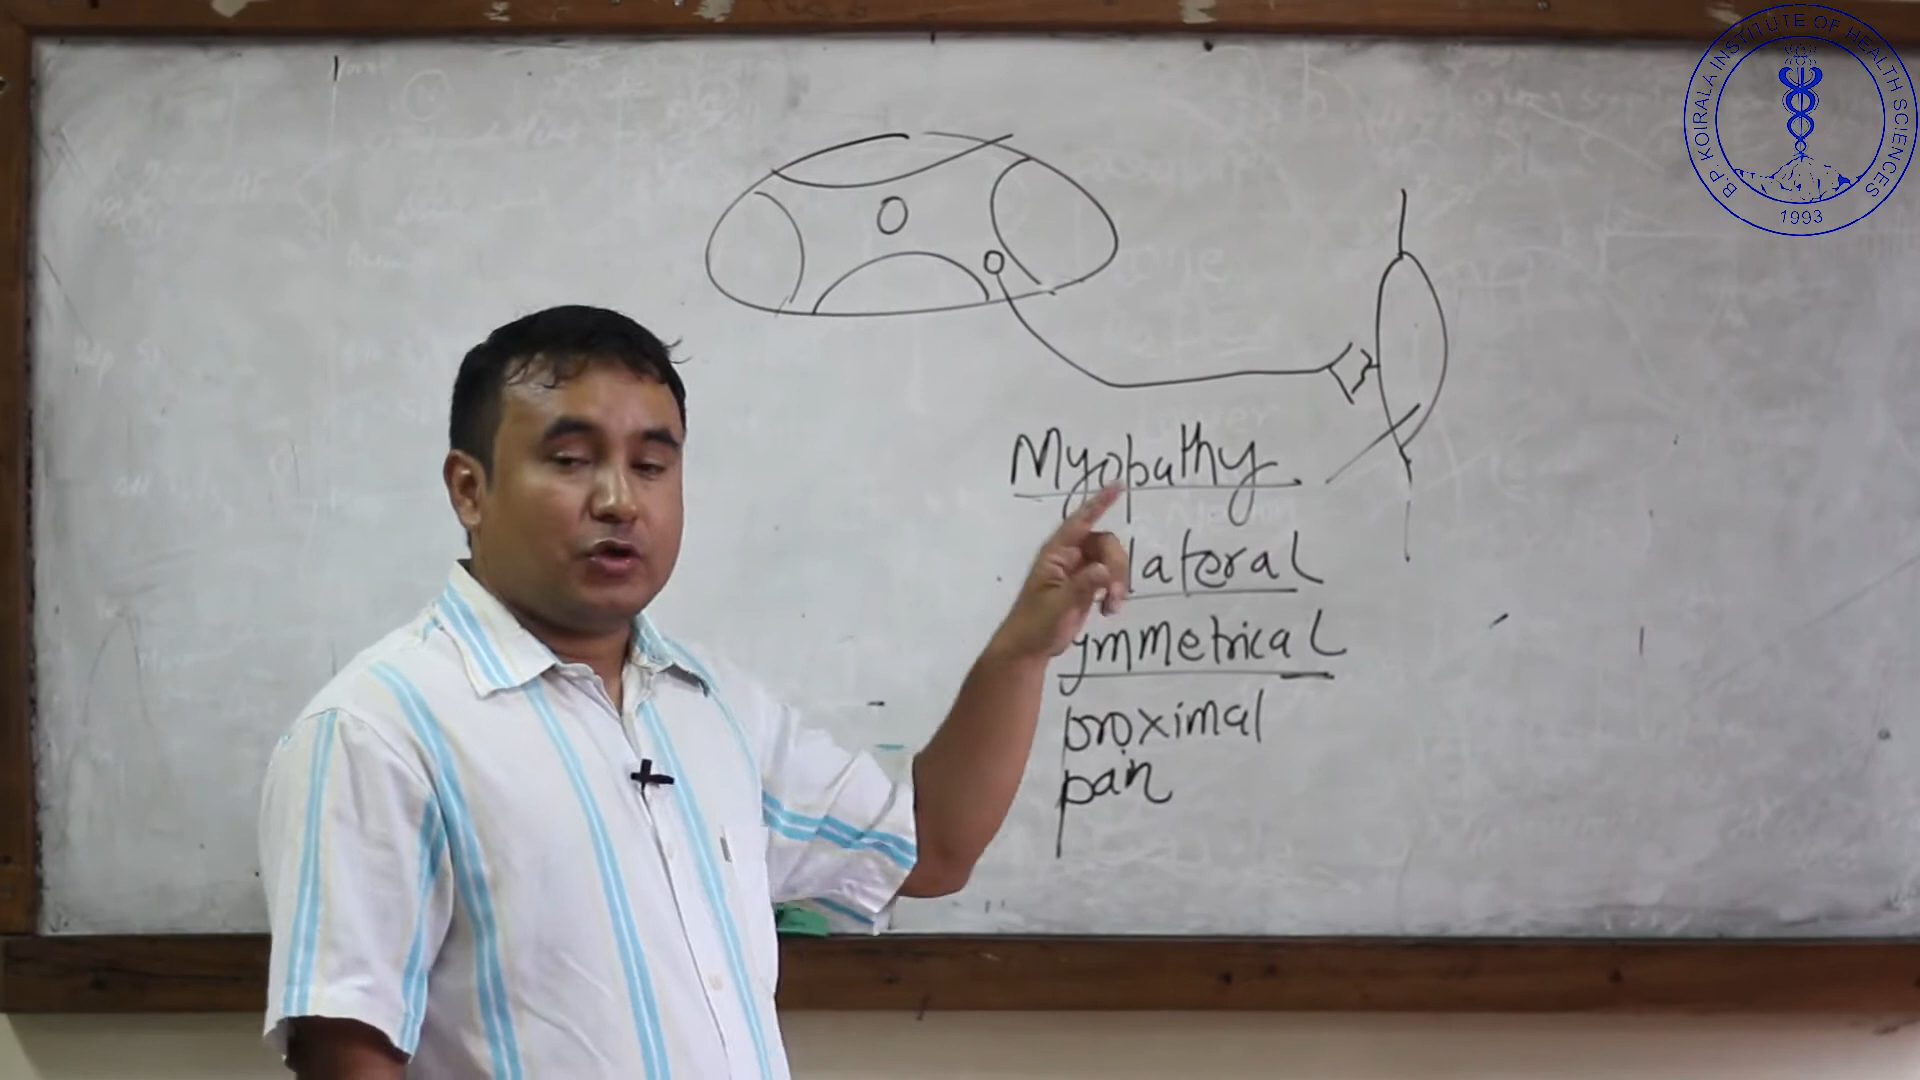 B.P. KOIRALA INSTITUTE OF HEALTH SCIENCES
1993
Myopathy
lateral
ymmetrical
proximal
pain